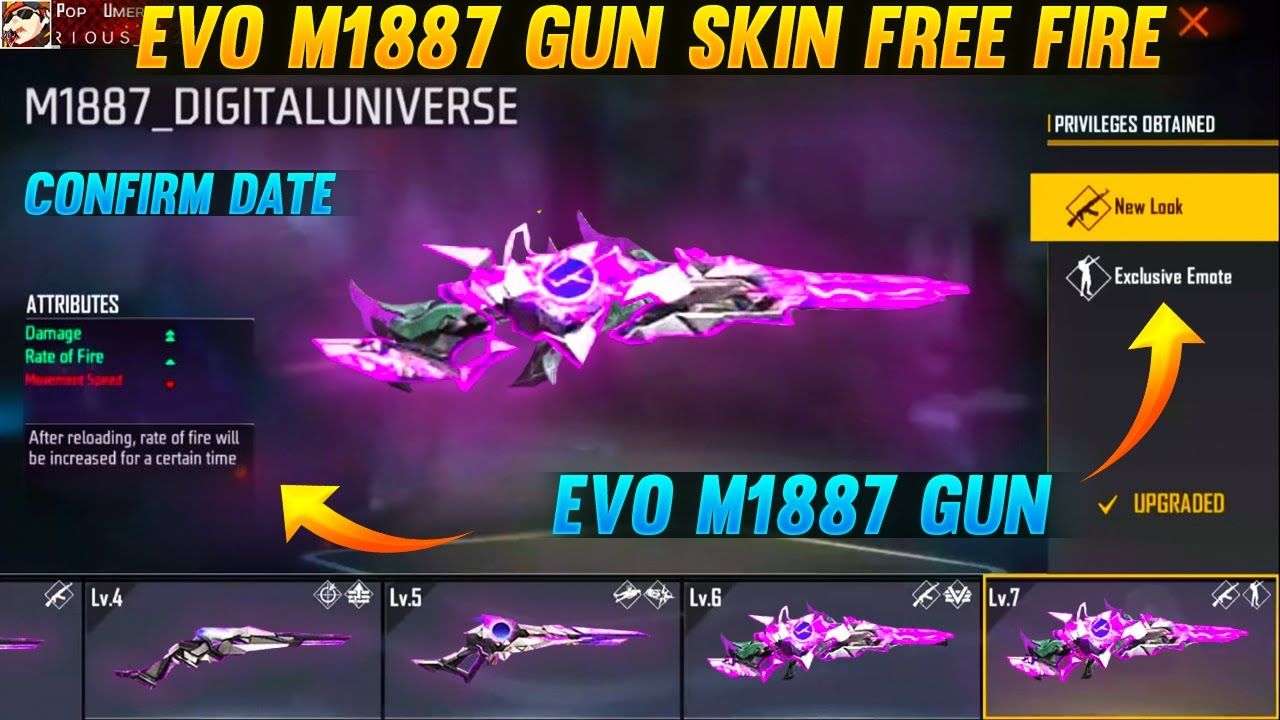 Pop Umer
RIOUS_
EVO M1887 GUN SKIN FREE FIRE
M1887_DIGITALUNIVERSE
PRIVILEGES OBTAINED
CONFIRM DATE
New Look
Exclusive Emote
ATTRIBUTES
Damage
Rate of Fire
Movement Speed
After reloading, rate of fire will
be increased for a certain time
EVO M1887 GUN
UPGRADED
Lv.4
Lv.5
Lv.6
Lv.7